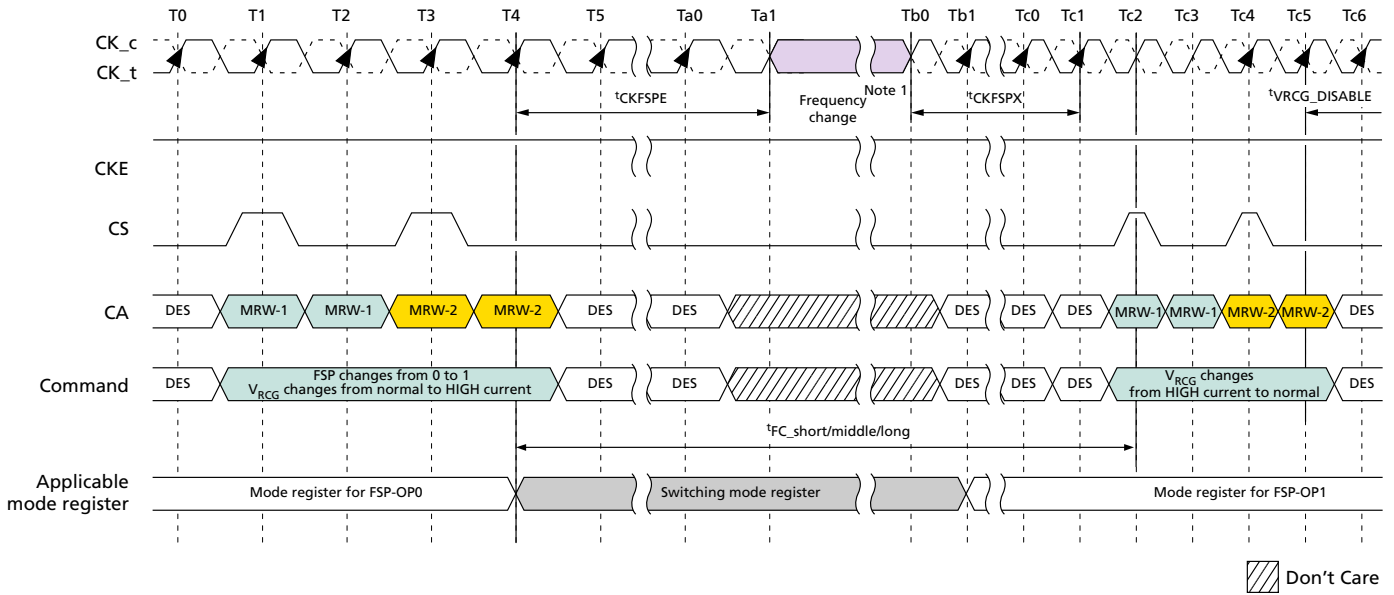 T0 T1 T2 T3 T4 T5 Ta0 Ta1 Tb0 Tb1 Tc0 Tc1 Tc2 Tc3 Tc4 Tc5 Tc6
CK_c
CK_t
tCKFSPE
Frequency
change
Note 1
tCKFSPX
tVRCG_DISABLE
CKE
CS
CA DES MRW-1 MRW-1 MRW-2 MRW-2 DES DES DES DES DES MRW-1 MRW-1 MRW-2 MRW-2 DES
Command DES
FSP changes from 0 to 1
VRCG changes from normal to HIGH current
DES DES DES DES DES
VRCG changes
from HIGH current to normal
DES
tFC_short/middle/long
Applicable
mode register
Mode register for FSP-OP0 Switching mode register Mode register for FSP-OP1
Don't Care